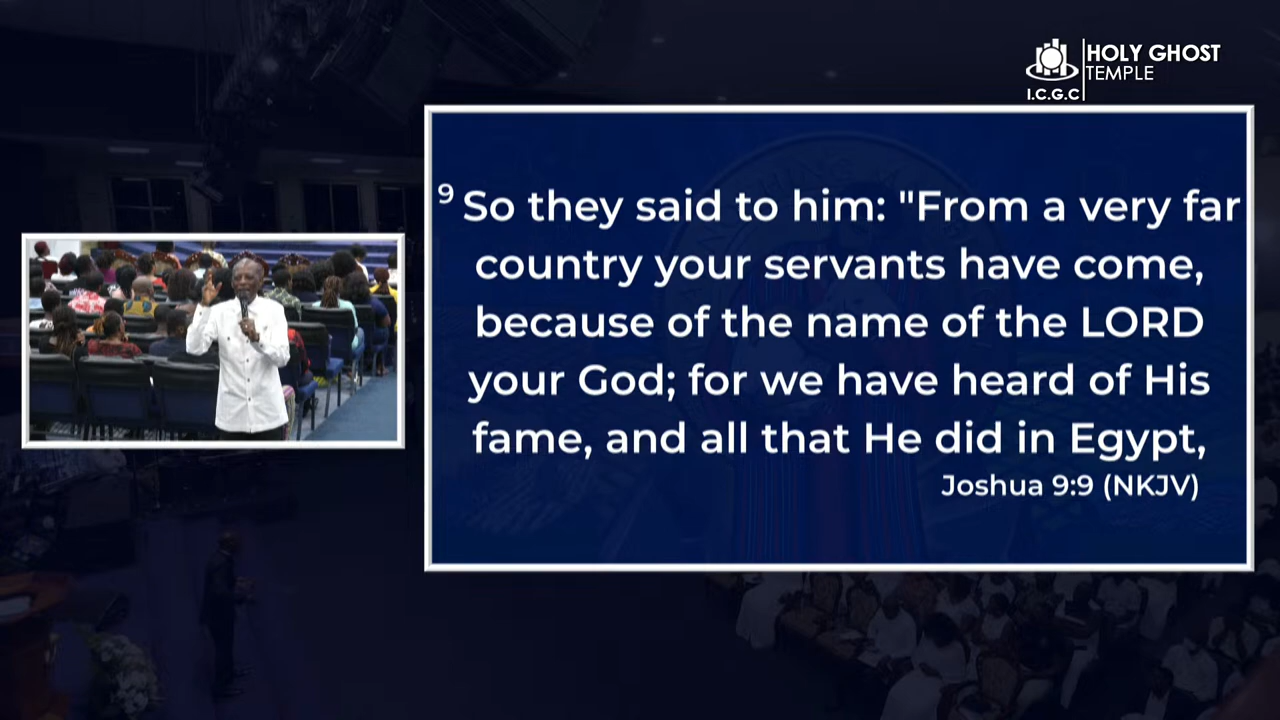 HOLY GHOST
TEMPLE
I.C.G.C
9 So they said to him: "From a very far
country your servants have come,
because of the name of the LORD
your God; for we have heard of His
fame, and all that He did in Egypt,
Joshua 9:9 (NKJV)